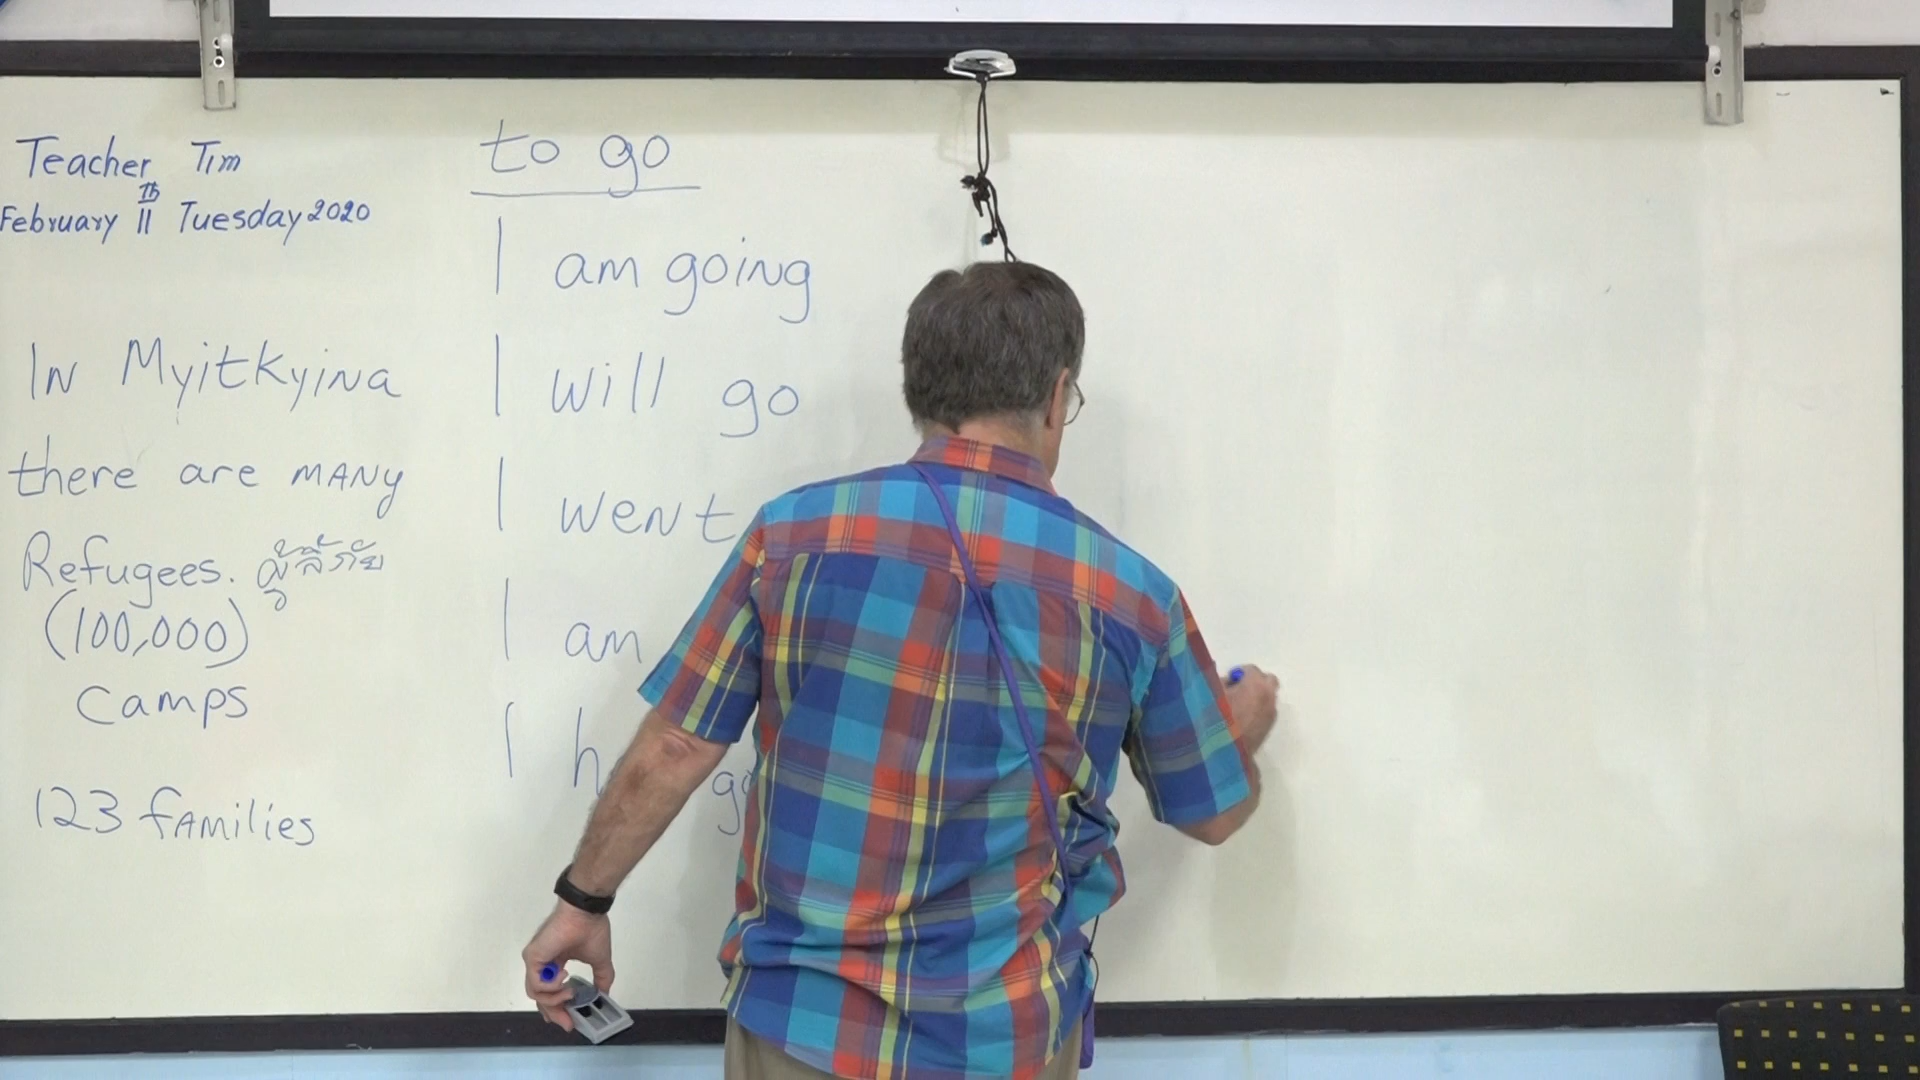 Teacher Tim
February 11th Tuesday 2020
In Myitkyina
there are MANY
Refugees. ผู้ลี้ภัย
(100,000)
camps
123 families
to go
I am going
I will go
I went
I am
I